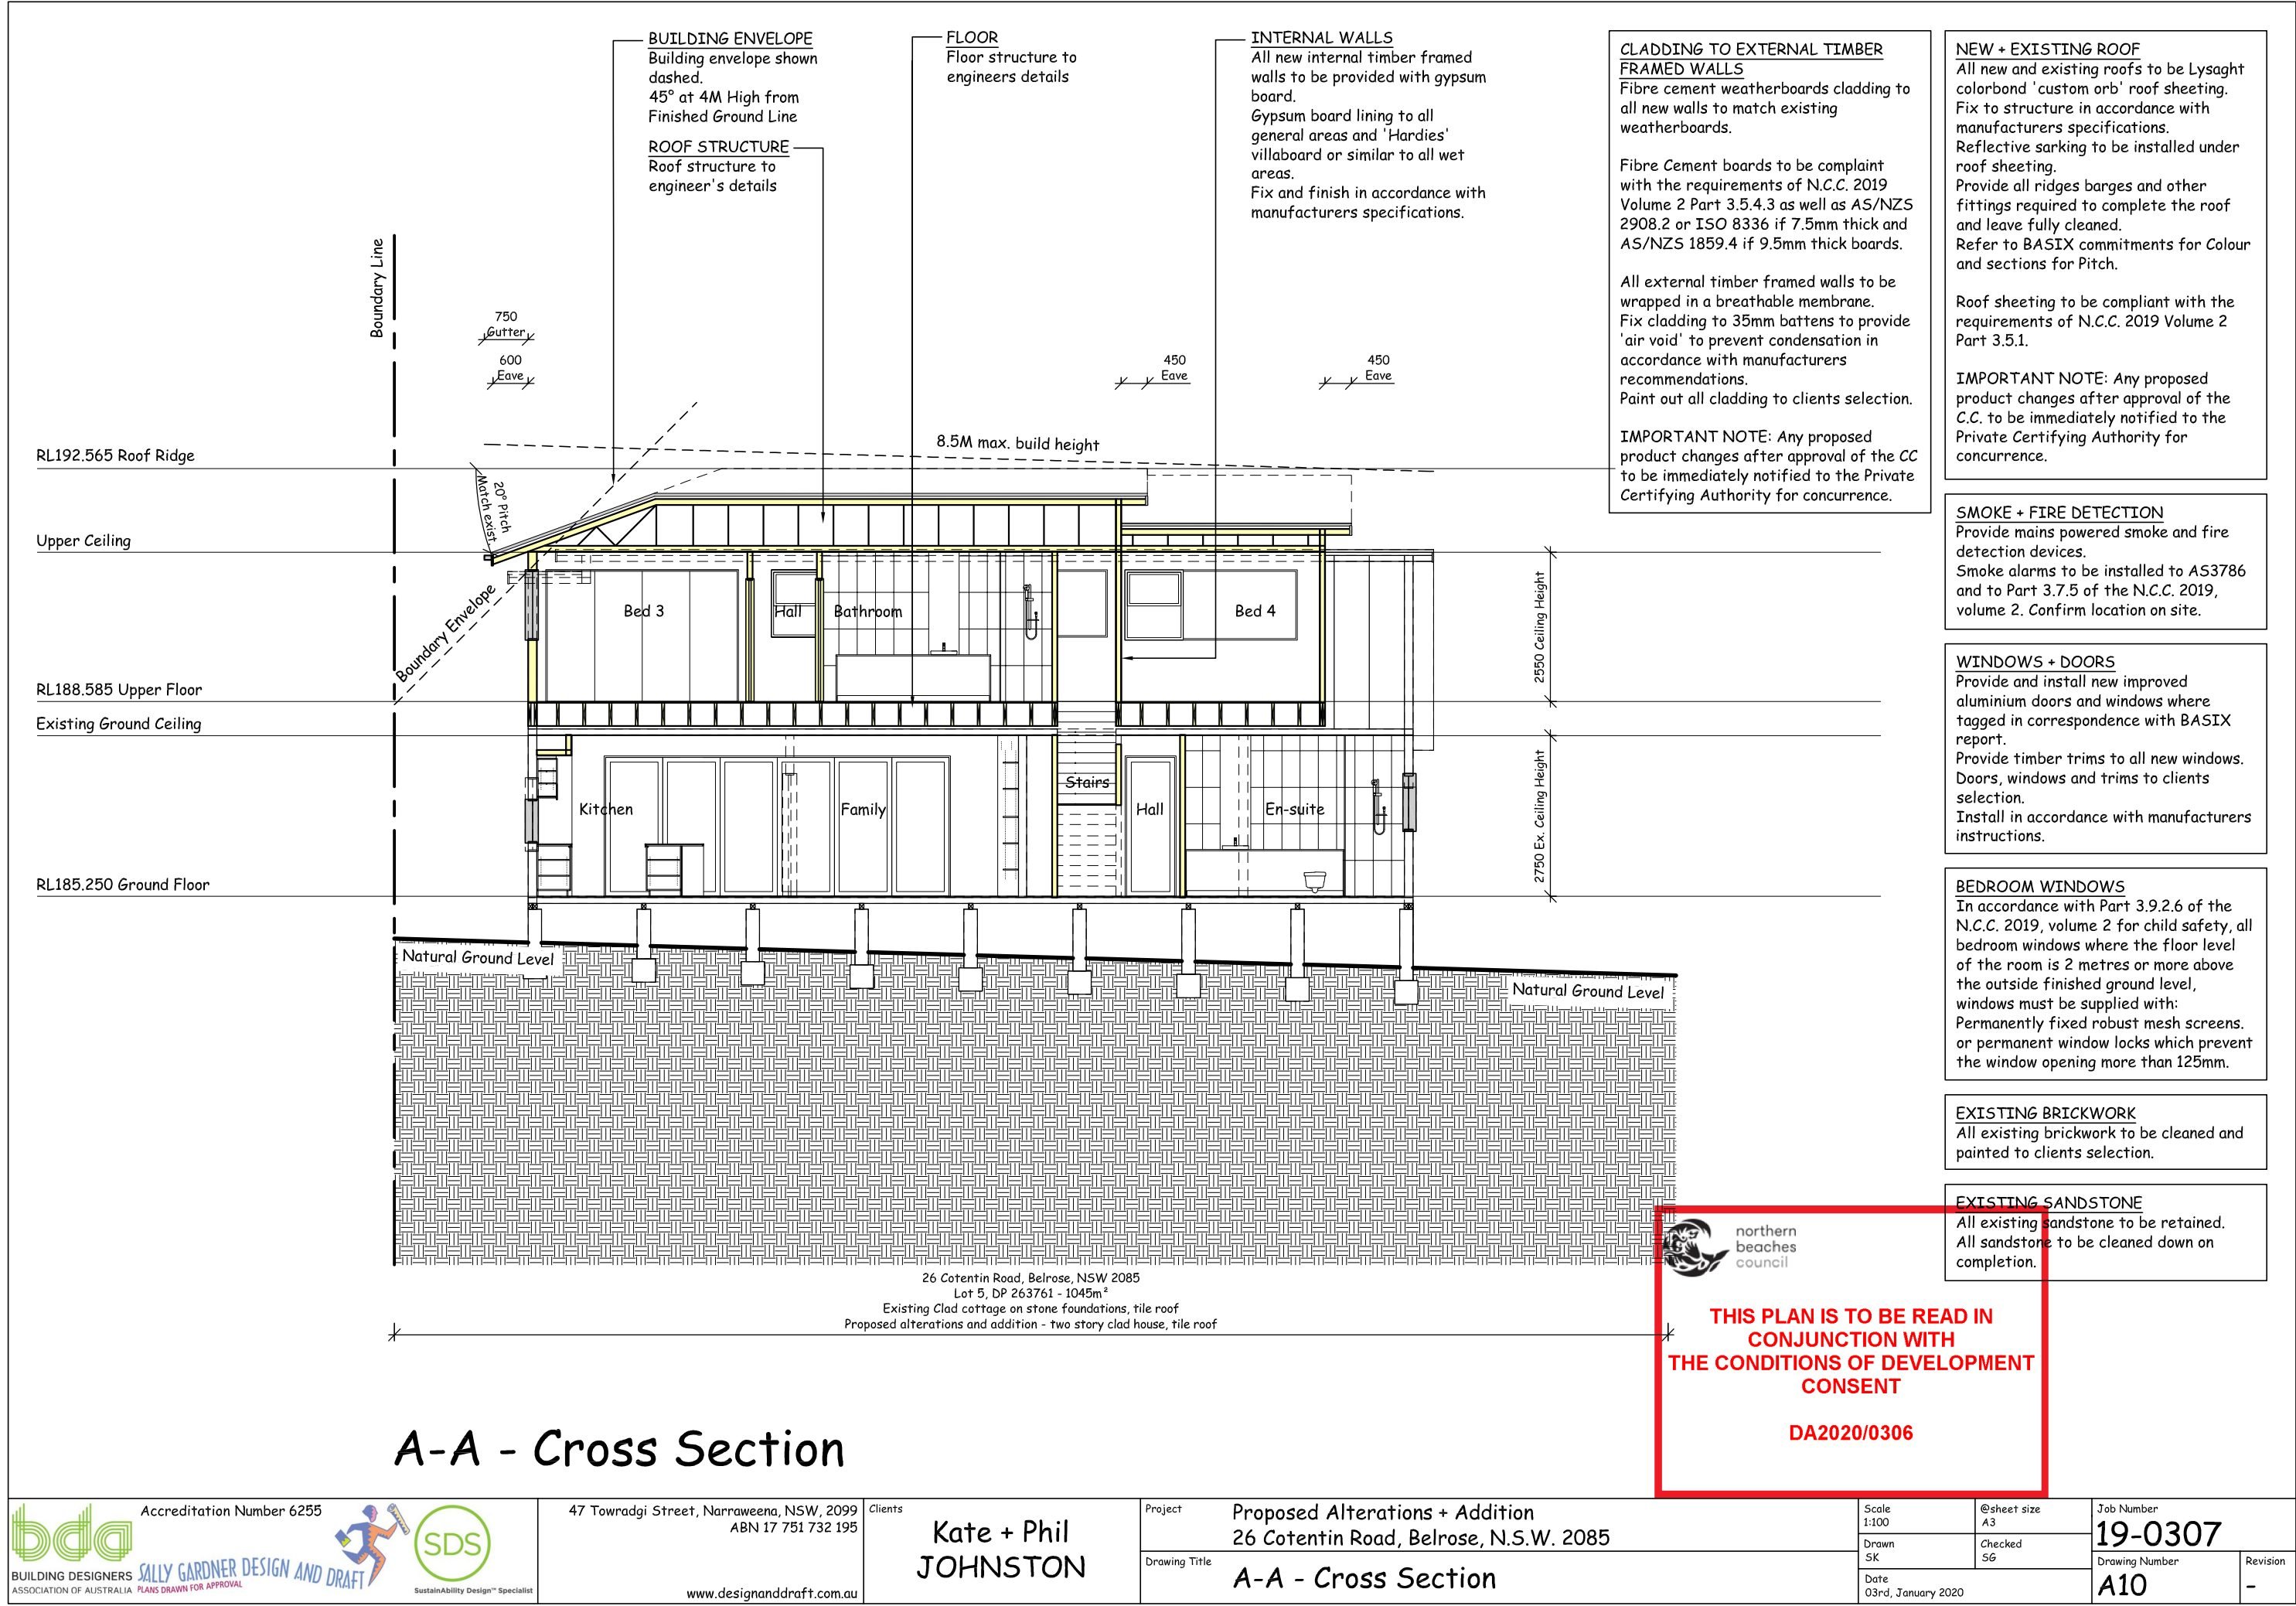 BUILDING ENVELOPE
Building envelope shown
dashed.
45° at 4M High from
Finished Ground Line
ROOF STRUCTURE
Roof structure to
engineer's details
FLOOR
Floor structure to
engineers details
INTERNAL WALLS
All new internal timber framed
walls to be provided with gypsum
board.
Gypsum board lining to all
general areas and 'Hardies'
villaboard or similar to all wet
areas.
Fix and finish in accordance with
manufacturers specifications.
CLADDING TO EXTERNAL TIMBER
FRAMED WALLS
Fibre cement weatherboards cladding to
all new walls to match existing
weatherboards.
Fibre Cement boards to be complaint
with the requirements of N.C.C. 2019
Volume 2 Part 3.5.4.3 as well as AS/NZS
2908.2 or ISO 8336 if 7.5mm thick and
AS/NZS 1859.4 if 9.5mm thick boards.
All external timber framed walls to be
wrapped in a breathable membrane.
Fix cladding to 35mm battens to provide
'air void' to prevent condensation in
accordance with manufacturers
recommendations.
Paint out all cladding to clients selection.
IMPORTANT NOTE: Any proposed
product changes after approval of the CC
to be immediately notified to the Private
Certifying Authority for concurrence.
NEW + EXISTING ROOF
All new and existing roofs to be Lysaght
colorbond 'custom orb' roof sheeting.
Fix to structure in accordance with
manufacturers specifications.
Reflective sarking to be installed under
roof sheeting.
Provide all ridges barges and other
fittings required to complete the roof
and leave fully cleaned.
Refer to BASIX commitments for Colour
and sections for Pitch.
Roof sheeting to be compliant with the
requirements of N.C.C. 2019 Volume 2
Part 3.5.1.
IMPORTANT NOTE: Any proposed
product changes after approval of the
C.C. to be immediately notified to the
Private Certifying Authority for
concurrence.
SMOKE + FIRE DETECTION
Provide mains powered smoke and fire
detection devices.
Smoke alarms to be installed to AS3786
and to Part 3.7.5 of the N.C.C. 2019,
volume 2. Confirm location on site.
WINDOWS + DOORS
Provide and install new improved
aluminium doors and windows where
tagged in correspondence with BASIX
report.
Provide timber trims to all new windows.
Doors, windows and trims to clients
selection.
Install in accordance with manufacturers
instructions.
BEDROOM WINDOWS
In accordance with Part 3.9.2.6 of the
N.C.C. 2019, volume 2 for child safety, all
bedroom windows where the floor level
of the room is 2 metres or more above
the outside finished ground level,
windows must be supplied with:
Permanently fixed robust mesh screens.
or permanent window locks which prevent
the window opening more than 125mm.
EXISTING BRICKWORK
All existing brickwork to be cleaned and
painted to clients selection.
EXISTING SANDSTONE
All existing sandstone to be retained.
All sandstone to be cleaned down on
completion.
Boundary Line
750
Gutter
600
Eave
450
Eave
450
Eave
8.5M max. build height
RL192.565 Roof Ridge
20° Pitch
Match exist.
Upper Ceiling
Boundary Envelope
Bed 3
Hall
Bathroom
Bed 4
2550 Ceiling Height
RL188.585 Upper Floor
Existing Ground Ceiling
Kitchen
Family
Stairs
Hall
En-suite
2750 Ex. Ceiling Height
RL185.250 Ground Floor
Natural Ground Level
Natural Ground Level
26 Cotentin Road, Belrose, NSW 2085
Lot 5, DP 263761 - 1045m²
Existing Clad cottage on stone foundations, tile roof
Proposed alterations and addition - two story clad house, tile roof
northern
beaches
council
THIS PLAN IS TO BE READ IN
CONJUNCTION WITH
THE CONDITIONS OF DEVELOPMENT
CONSENT
DA2020/0306
A-A - Cross Section
bda
BUILDING DESIGNERS
ASSOCIATION OF AUSTRALIA
Accreditation Number 6255
SALLY GARDNER DESIGN AND DRAFT
PLANS DRAWN FOR APPROVAL
SDS
SustainAbility Design™ Specialist
47 Towradgi Street, Narraweena, NSW, 2099
ABN 17 751 732 195
www.designanddraft.com.au
Clients
Kate + Phil
JOHNSTON
Project
Proposed Alterations + Addition
26 Cotentin Road, Belrose, N.S.W. 2085
Drawing Title
A-A - Cross Section
Scale
1:100
@sheet size
A3
Drawn
SK
Checked
SG
Date
03rd, January 2020
Job Number
19-0307
Drawing Number
A10
Revision
-